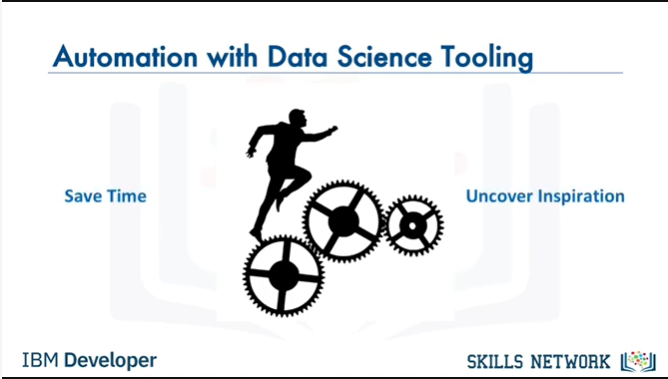 Automation with Data Science Tooling
Save Time
Uncover Inspiration
IBM Developer
SKILLS NETWORK